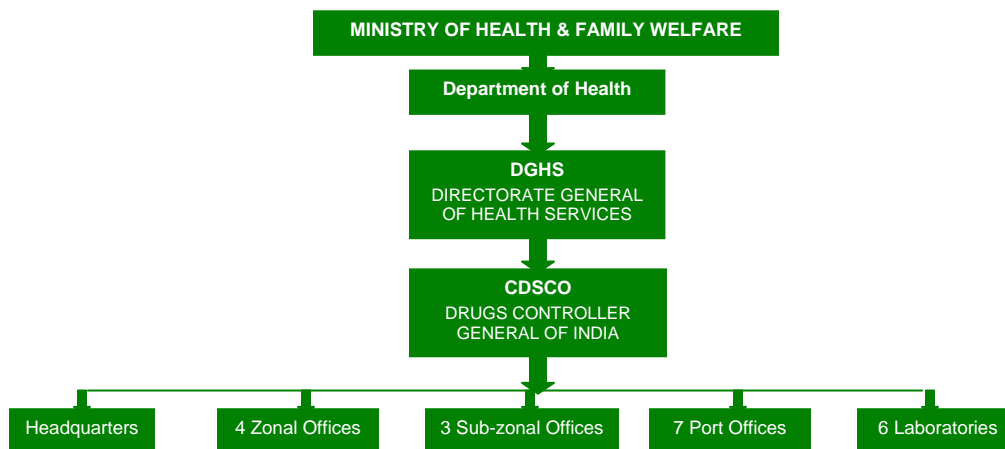 MINISTRY OF HEALTH & FAMILY WELFARE
Department of Health
DGHS
DIRECTORATE GENERAL
OF HEALTH SERVICES
CDSCO
DRUGS CONTROLLER
GENERAL OF INDIA
Headquarters
4 Zonal Offices
3 Sub-zonal Offices
7 Port Offices
6 Laboratories